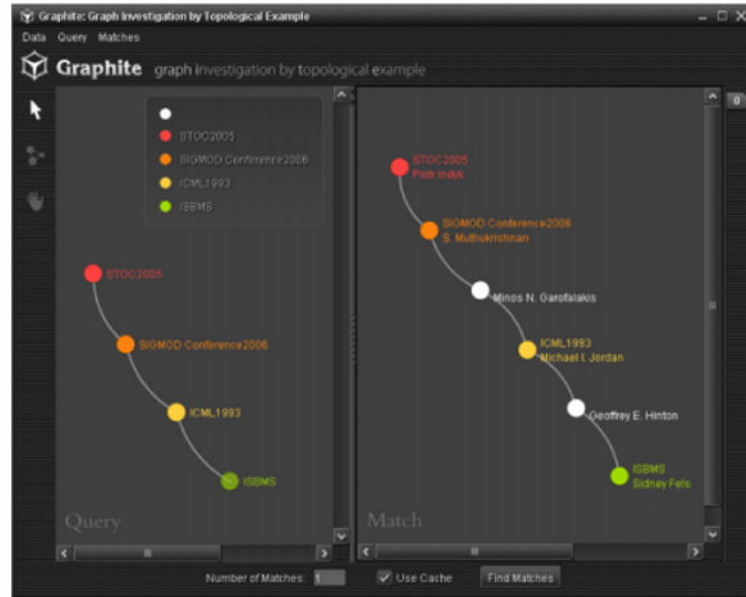 Graphite: Graph Investigation by Topological Example
Data Query Matches
Graphite graph investigation by topological example
0
STOC2005
SIGMOD Conference2006
ICML1993
ISBMS
STOC2005
SIGMOD Conference2006
ICML1993
ISBMS
Query
STOC2005
Piotr Indyk
SIGMOD Conference2006
S. Muthukrishnan
Minos N. Garofalakis
ICML1993
Michael I. Jordan
Geoffrey E. Hinton
ISBMS
Sidney Fels
Match
Number of Matches: 1 Use Cache Find Matches